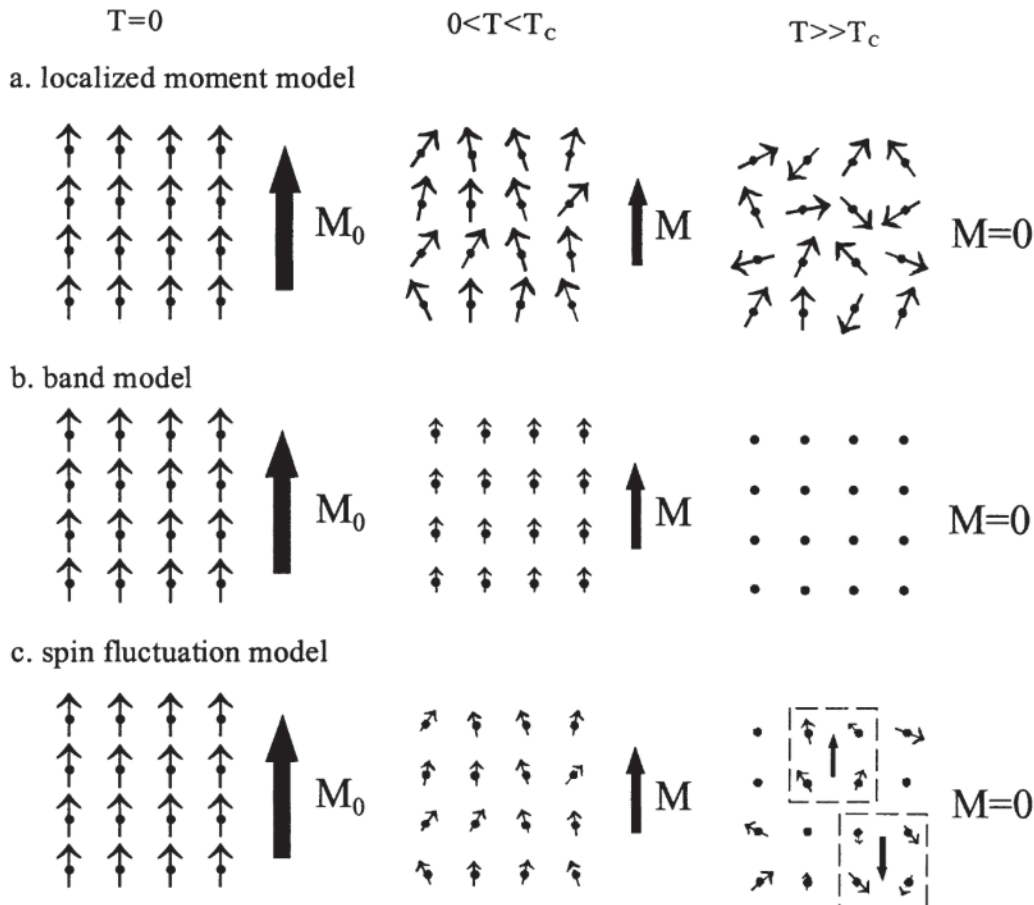 T=0 0<T<Tc T>>Tc
a. localized moment model
M0 M M=0
b. band model
M0 M M=0
c. spin fluctuation model
M0 M M=0